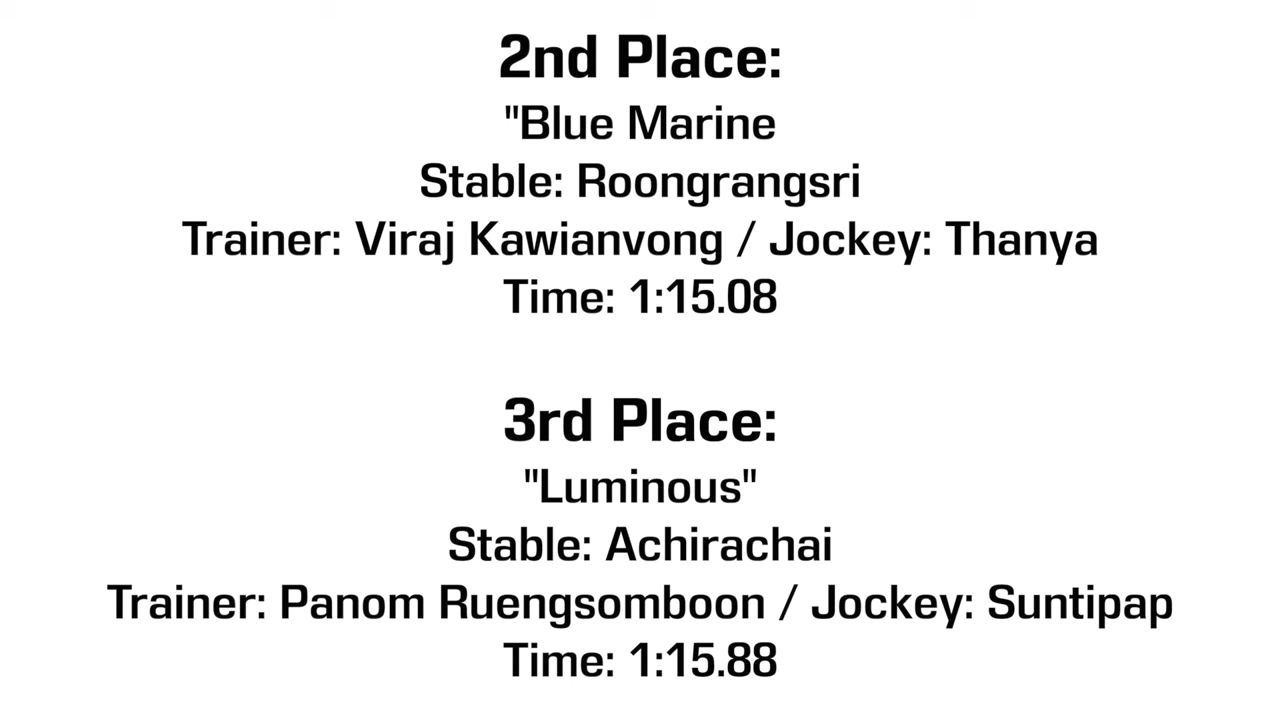 2nd Place:
"Blue Marine
Stable: Roongrangsri
Trainer: Viraj Kawianvong / Jockey: Thanya
Time: 1:15.08
3rd Place:
"Luminous"
Stable: Achirachai
Trainer: Panom Ruengsomboon / Jockey: Suntipap
Time: 1:15.88